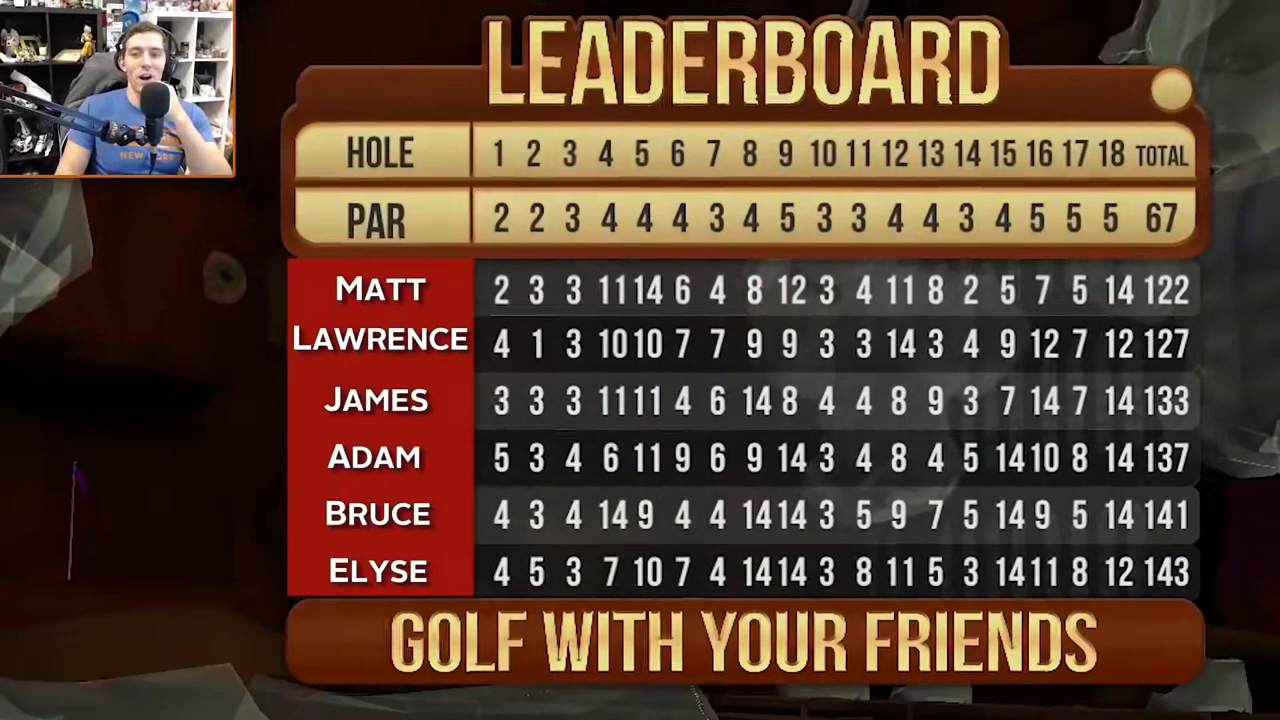 LEADERBOARD
HOLE 1 2 3 4 5 6 7 8 9 10 11 12 13 14 15 16 17 18 TOTAL
PAR 2 2 3 4 4 4 3 4 5 3 3 4 4 3 4 5 5 5 67
MATT 2 3 3 11 14 6 4 8 12 3 4 11 8 2 5 7 5 14 122
LAWRENCE 4 1 3 10 10 7 7 9 9 3 3 14 3 4 9 12 7 12 127
JAMES 3 3 3 11 11 4 6 14 8 4 4 8 9 3 7 14 7 14 133
ADAM 5 3 4 6 11 9 6 9 14 3 4 8 4 5 14 10 8 14 137
BRUCE 4 3 4 14 9 4 4 14 14 3 5 9 7 5 14 9 5 14 141
ELYSE 4 5 3 7 10 7 4 14 14 3 8 11 5 3 14 11 8 12 143
GOLF WITH YOUR FRIENDS